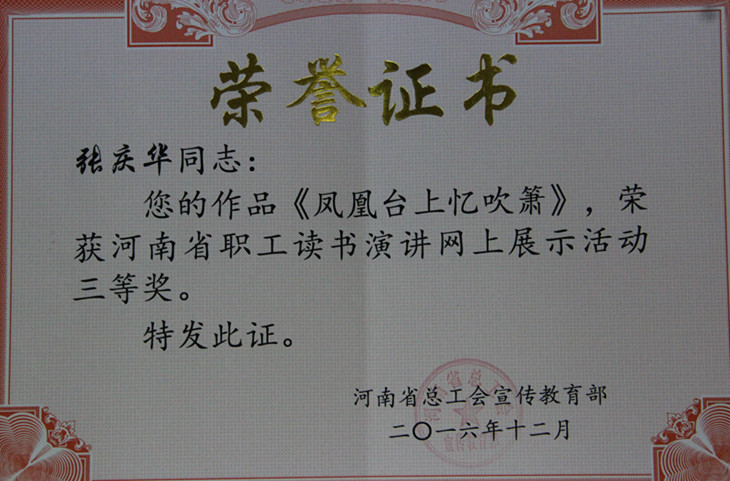 荣誉证书
张庆华同志：
您的作品《凤凰台上忆吹箫》，荣
获河南省职工读书演讲网上展示活动
三等奖。
特发此证。
河南省总工会宣传教育部
二〇一六年十二月